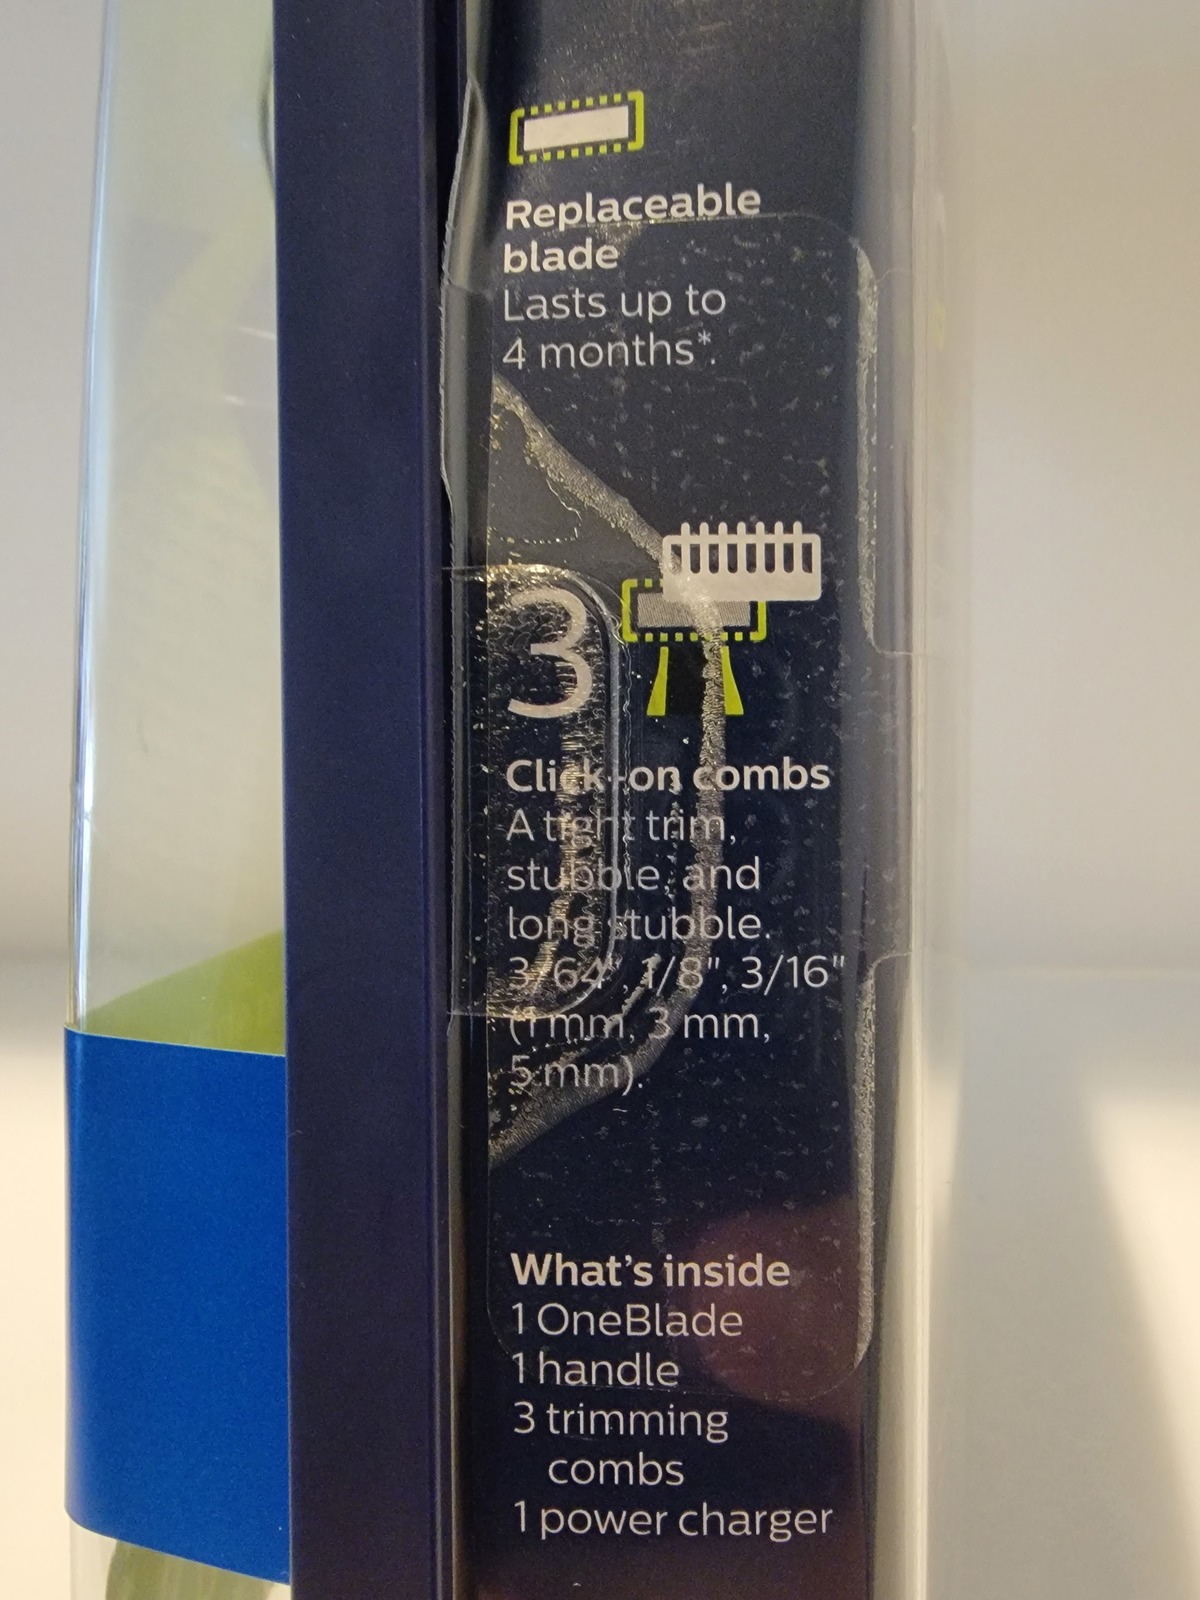 Replaceable
blade
Lasts up to
4 months*.
3
Click-on combs
A tight trim,
stubble, and
long stubble.
3/64", 1/8", 3/16"
(1 mm, 3 mm,
5 mm).
What's inside
1 OneBlade
1 handle
3 trimming
combs
1 power charger